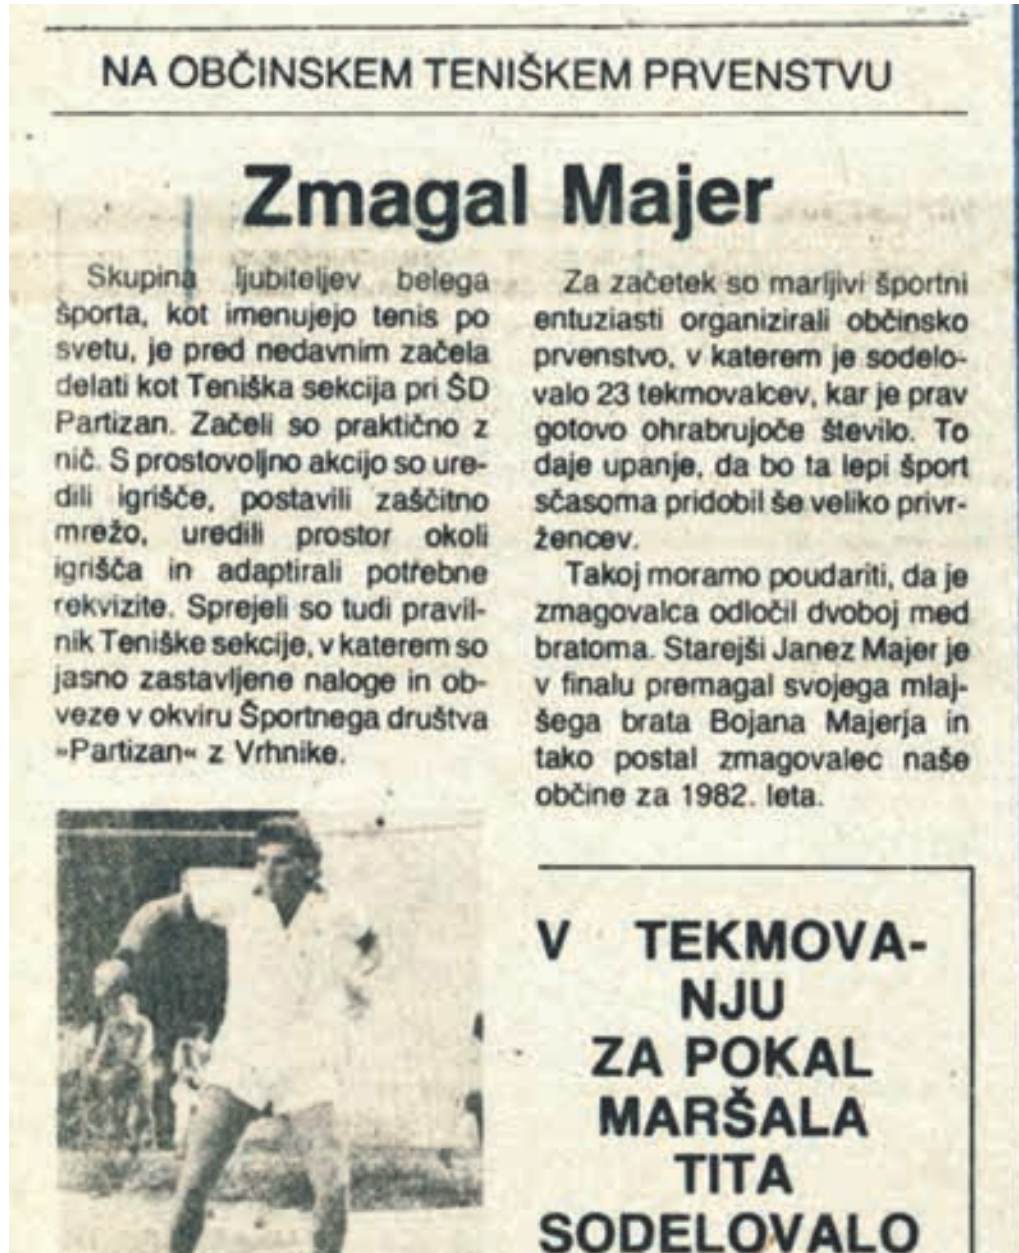 NA OBČINSKEM TENIŠKEM PRVENSTVU
Zmagal Majer
Skupina ljubiteljev belega
športa, kot imenujejo tenis po
svetu, je pred nedavnim začela
delati kot Teniška sekcija pri ŠD
Partizan. Začeli so praktično z
nič. S prostovoljno akcijo so ure-
dili igrišče, postavili zaščitno
mrežo, uredili prostor okoli
igrišča in adaptirali potrebne
rekvizite. Sprejeli so tudi pravil-
nik Teniške sekcije, v katerem so
jasno zastavljene naloge in ob-
veze v okviru Športnega društva
»Partizan« z Vrhnike.
Za začetek so marljivi športni
entuziasti organizirali občinsko
prvenstvo, v katerem je sodelo-
valo 23 tekmovalcev, kar je prav
gotovo ohrabrujoče število. To
daje upanje, da bo ta lepi šport
sčasoma pridobil še veliko privr-
žencev.
Takoj moramo poudariti, da je
zmagovalca odločil dvoboj med
bratoma. Starejši Janez Majer je
v finalu premagal svojega mlaj-
šega brata Bojana Majerja in
tako postal zmagovalec naše
občine za 1982. leta.
V TEKMOVA-
NJU
ZA POKAL
MARŠALA
TITA
SODELOVALO